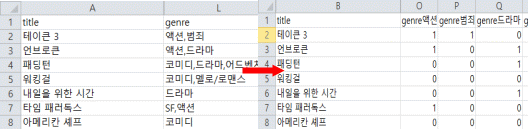 A L B O P Q
1 title genre 1 title genre액션 genre범죄 genre드라마 g
2 테이큰 3 액션,범죄 2 테이큰 3 1 1 0
3 언브로큰 액션,드라마 3 언브로큰 1 0 1
4 패딩턴 코미디,드라마,어드벤처 4 패딩턴 0 0 1
5 워킹걸 코미디,멜로/로맨스 5 워킹걸 0 0 0
6 내일을 위한 시간 드라마 6 내일을 위한 시간 0 0 1
7 타임 패러독스 SF,액션 7 타임 패러독스 1 0 0
8 아메리칸 셰프 코미디 8 아메리칸 셰프 0 0 0